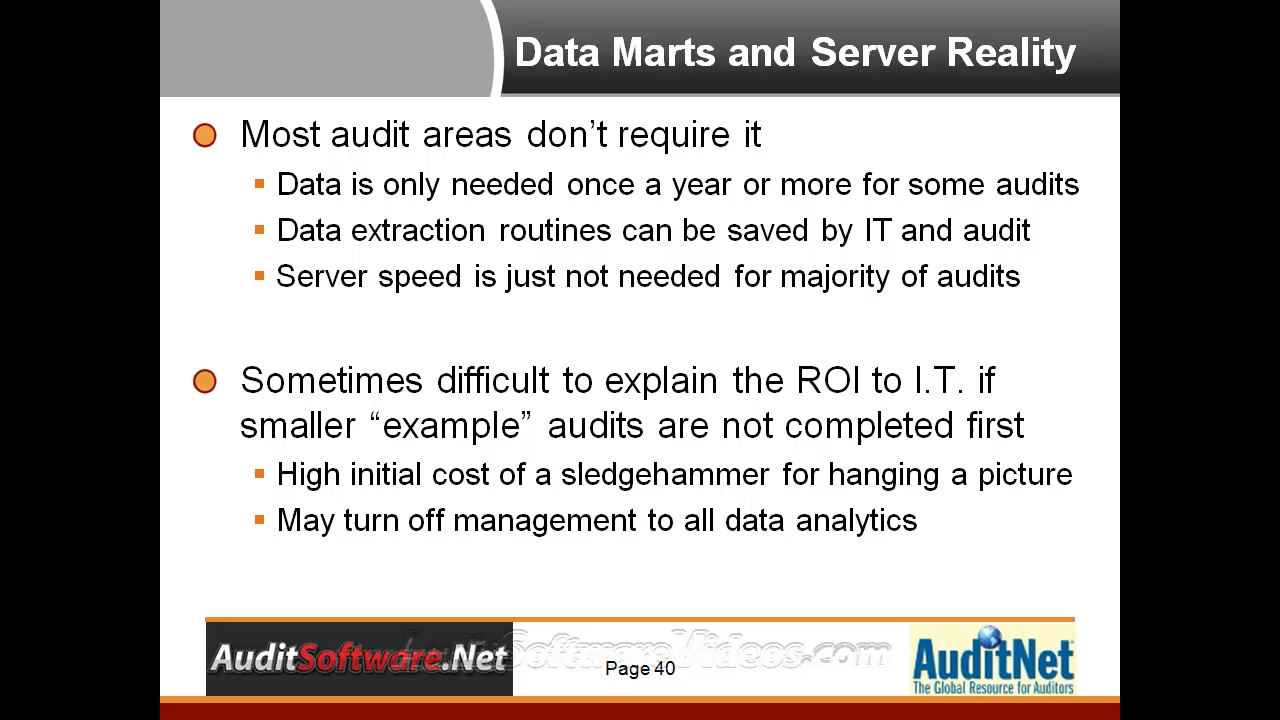 Data Marts and Server Reality
Most audit areas don’t require it
Data is only needed once a year or more for some audits
Data extraction routines can be saved by IT and audit
Server speed is just not needed for majority of audits
Sometimes difficult to explain the ROI to I.T. if
smaller “example” audits are not completed first
High initial cost of a sledgehammer for hanging a picture
May turn off management to all data analytics
AuditSoftware.Net
SoftwareVideos.com
Page 40
AuditNet
The Global Resource for Auditors